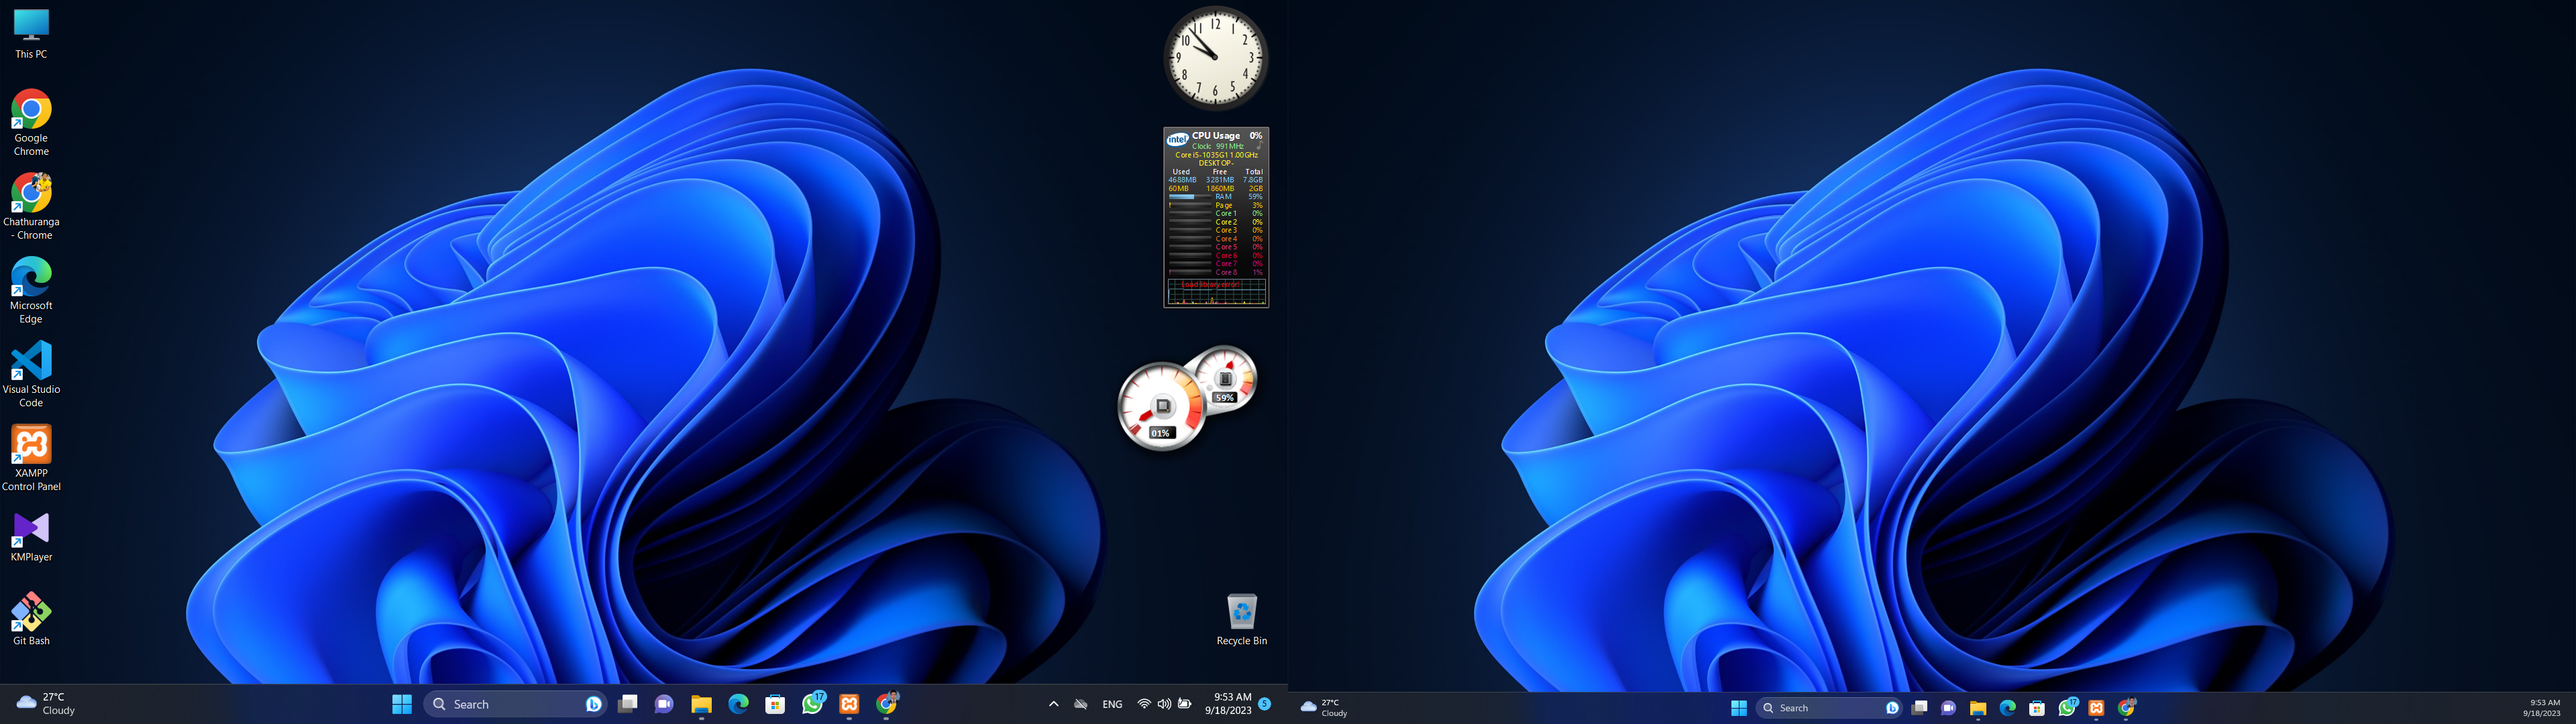 This PC
Google
Chrome
Chathuranga
- Chrome
Microsoft
Edge
Visual Studio
Code
XAMPP
Control Panel
KMPlayer
Git Bash
12
1
2
3
4
5
6
7
8
9
10
11
intel CPU Usage 0%
Clock: 991MHz
Core i5-1035G1 1.00GHz
DESKTOP-
Used Free Total
4688MB 3281MB 7.8GB
60MB 1860MB 2GB
RAM 59%
Page 3%
Core 1 0%
Core 2 0%
Core 3 0%
Core 4 0%
Core 5 0%
Core 6 0%
Core 7 0%
Core 8 1%
Load library error!
59%
01%
Recycle Bin
27°C
Cloudy
Search
17
ENG
9:53 AM
9/18/2023
5
27°C
Cloudy
Search
17
9:53 AM
9/18/2023